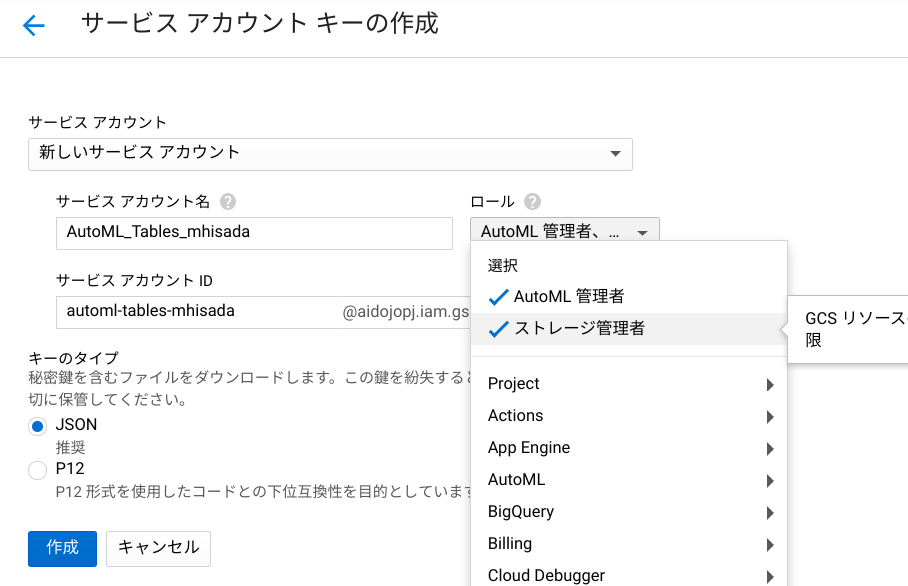 サービス アカウント キーの作成
サービス アカウント
新しいサービス アカウント
サービス アカウント名
ロール
AutoML_Tables_mhisada
AutoML 管理者、...
選択
サービス アカウント ID
AutoML 管理者
automl-tables-mhisada
@aidojopj.iam.gs
ストレージ管理者
GCS リソース
限
キーのタイプ
秘密鍵を含むファイルをダウンロードします。この鍵を紛失すると
切に保管してください。
JSON
推奨
P12
P12 形式を使用したコードとの下位互換性を目的としています
作成
キャンセル
Project
Actions
App Engine
AutoML
BigQuery
Billing
Cloud Debugger